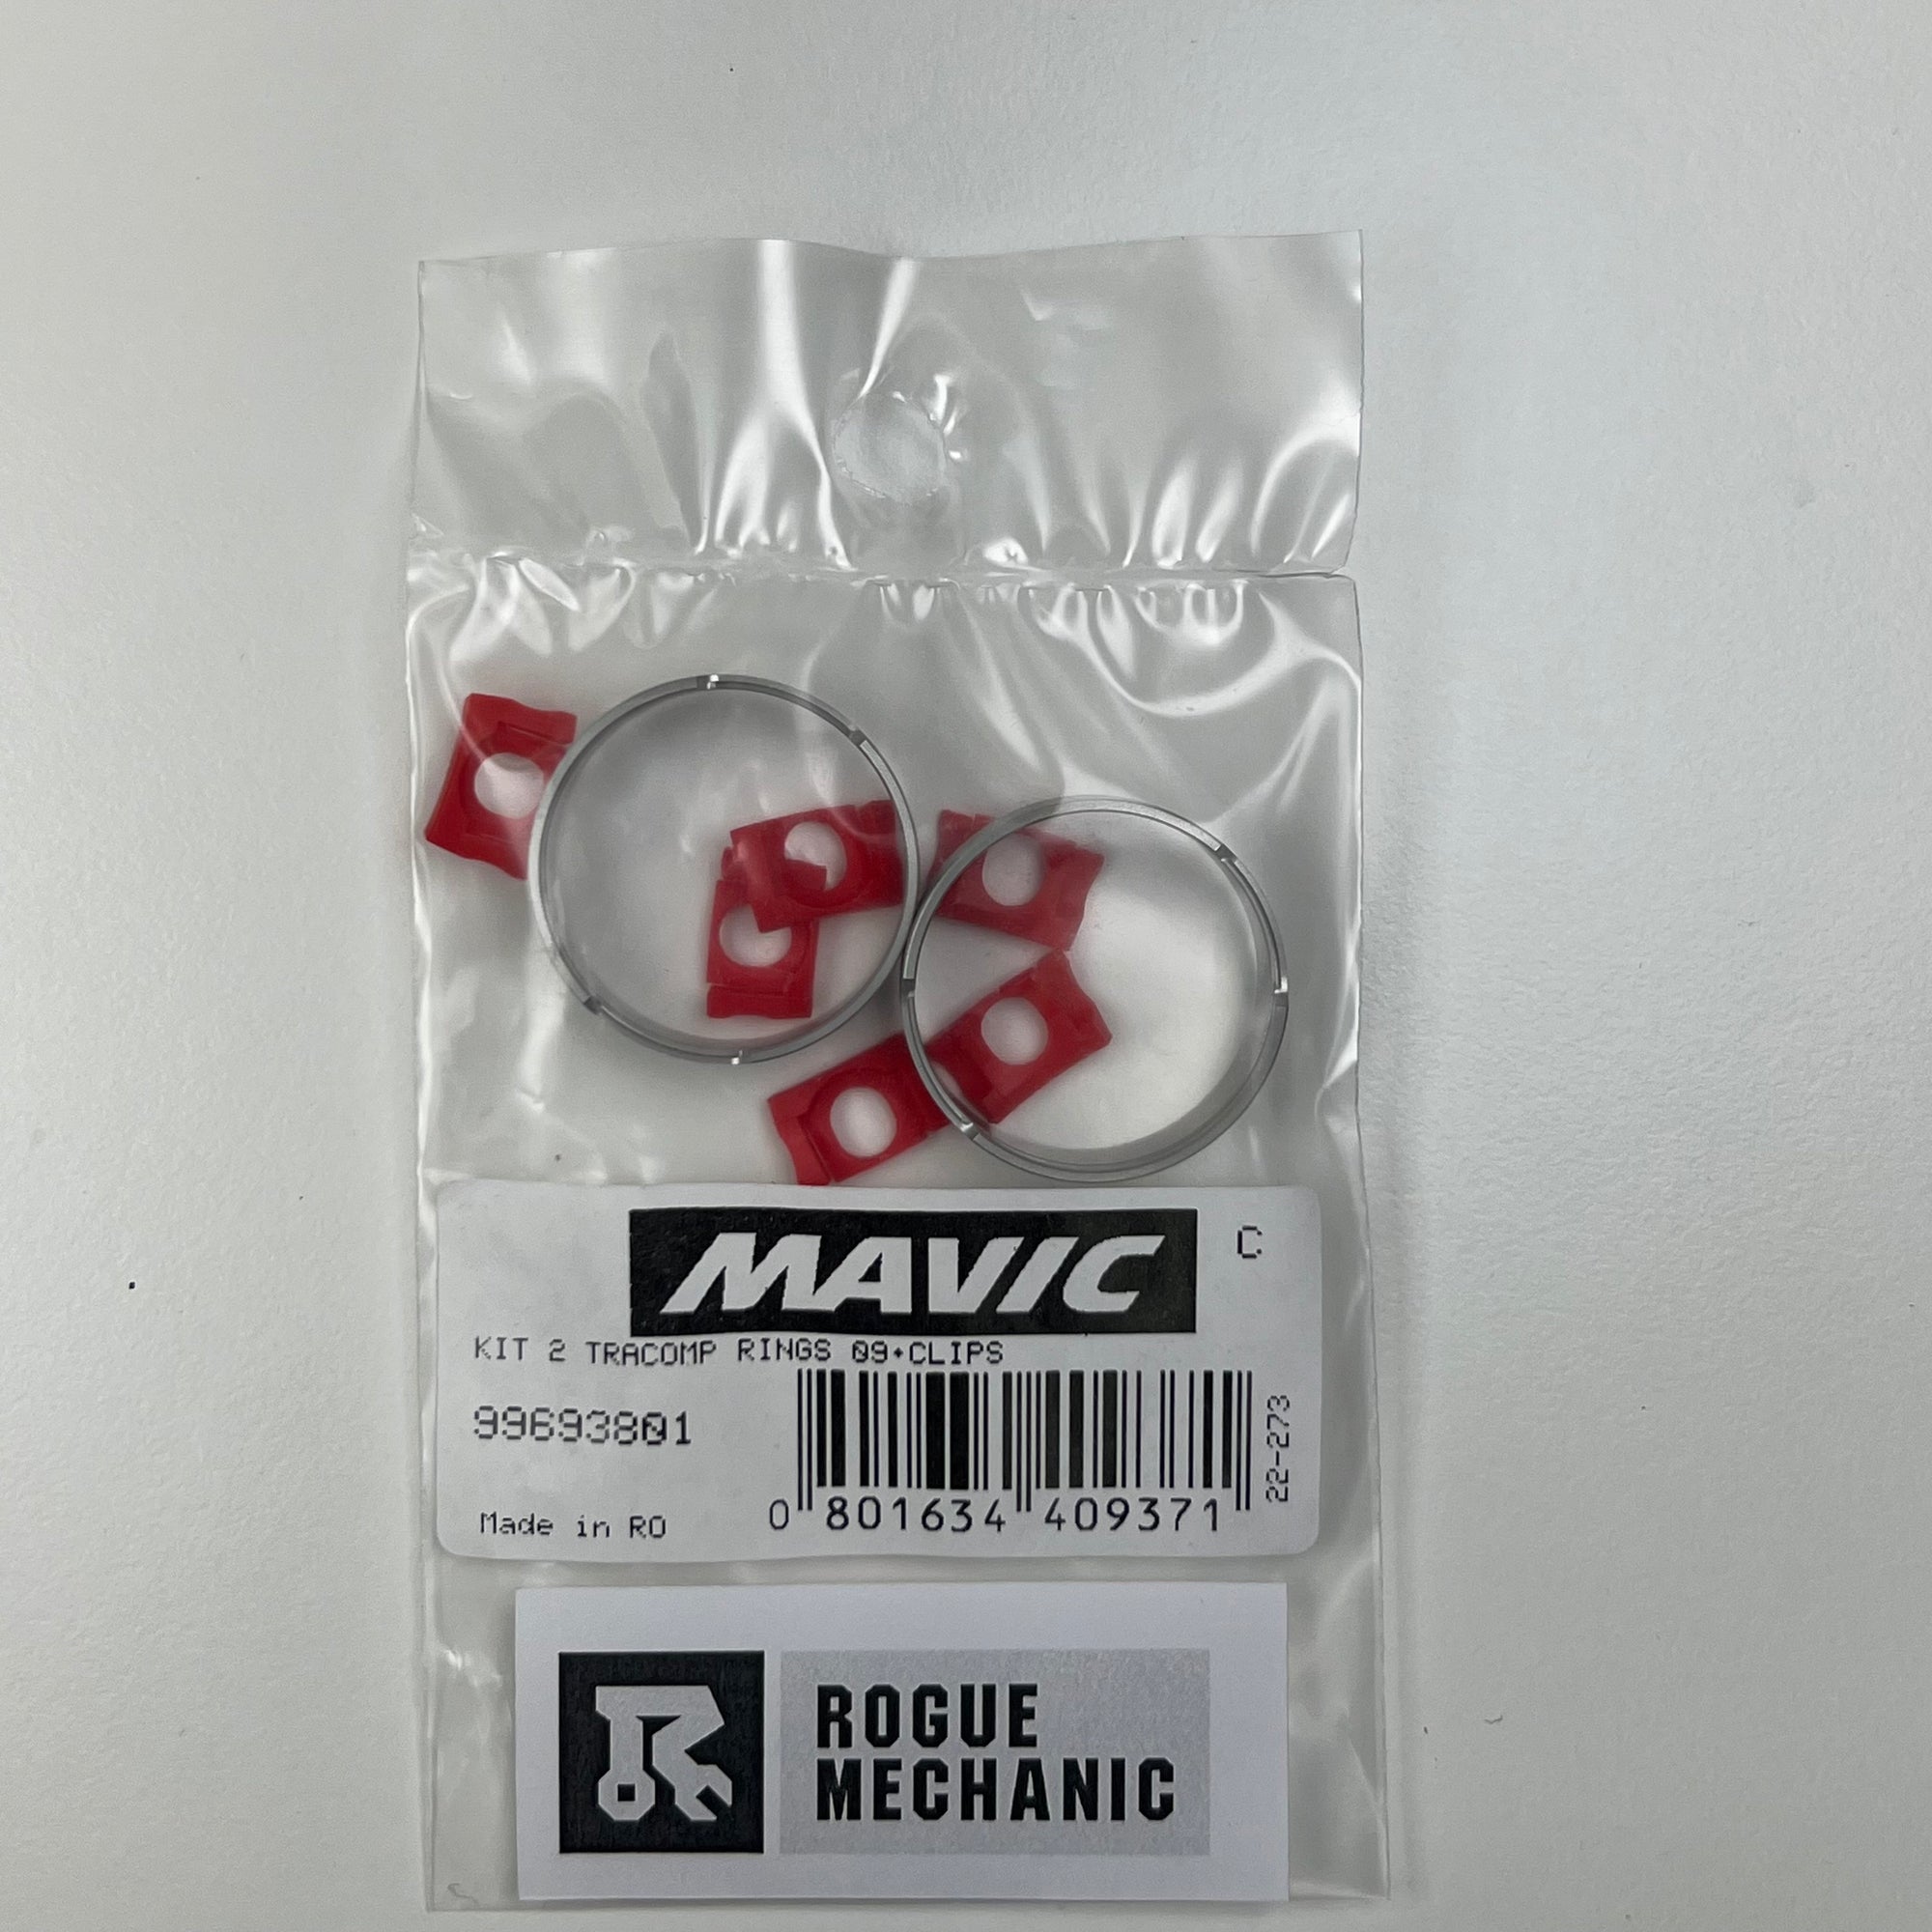 MAVIC
C
KIT 2 TRACOMP RINGS 09+CLIPS
99693801
22-273
Made in RO
0 801634 409371
ROGUE
MECHANIC